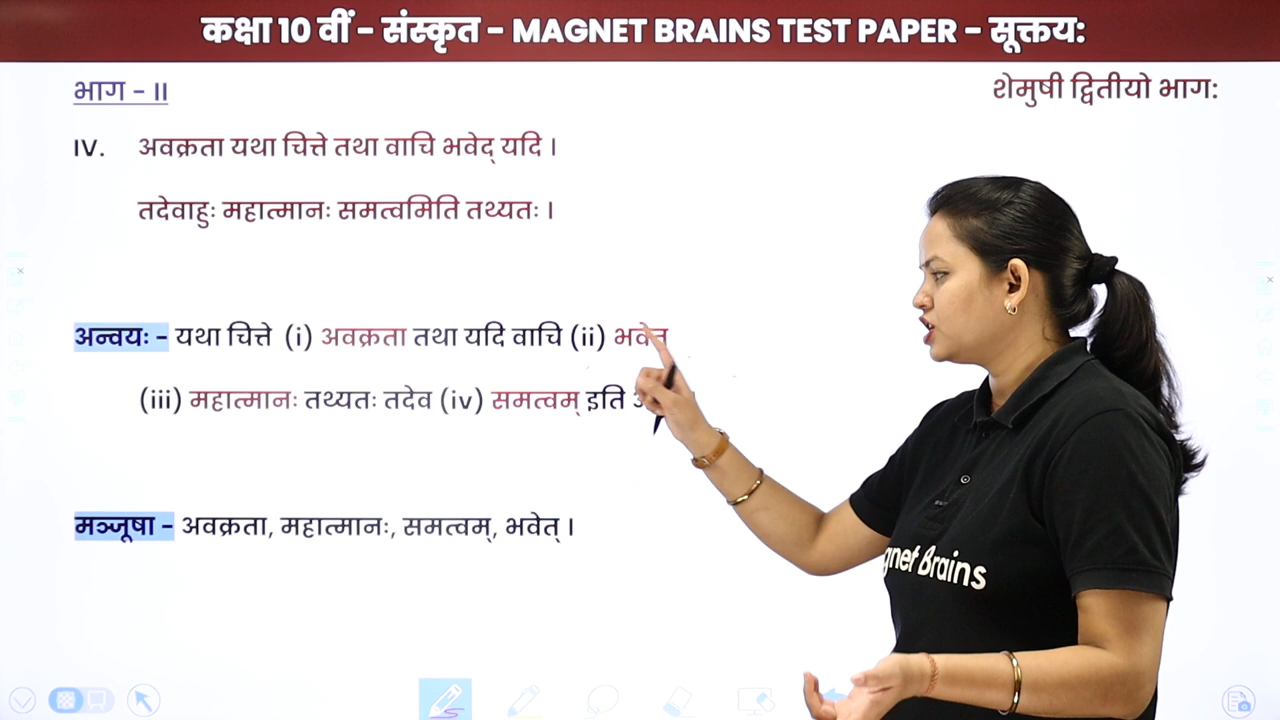 कक्षा 10 वीं - संस्कृत - MAGNET BRAINS TEST PAPER - सूक्तय:
भाग - II
शेमुषी द्वितीयो भाग:
IV. अवक्रता यथा चित्ते तथा वाचि भवेद् यदि ।
तदेवाहुः महात्मानः समत्वमिति तथ्यतः ।
अन्वयः - यथा चित्ते (i) अवक्रता तथा यदि वाचि (ii)
(iii) महात्मानः तथ्यतः तदेव (iv) समत्वम् इति
मञ्जूषा - अवक्रता, महात्मानः, समत्वम्, भवेत् ।
gnet Brains